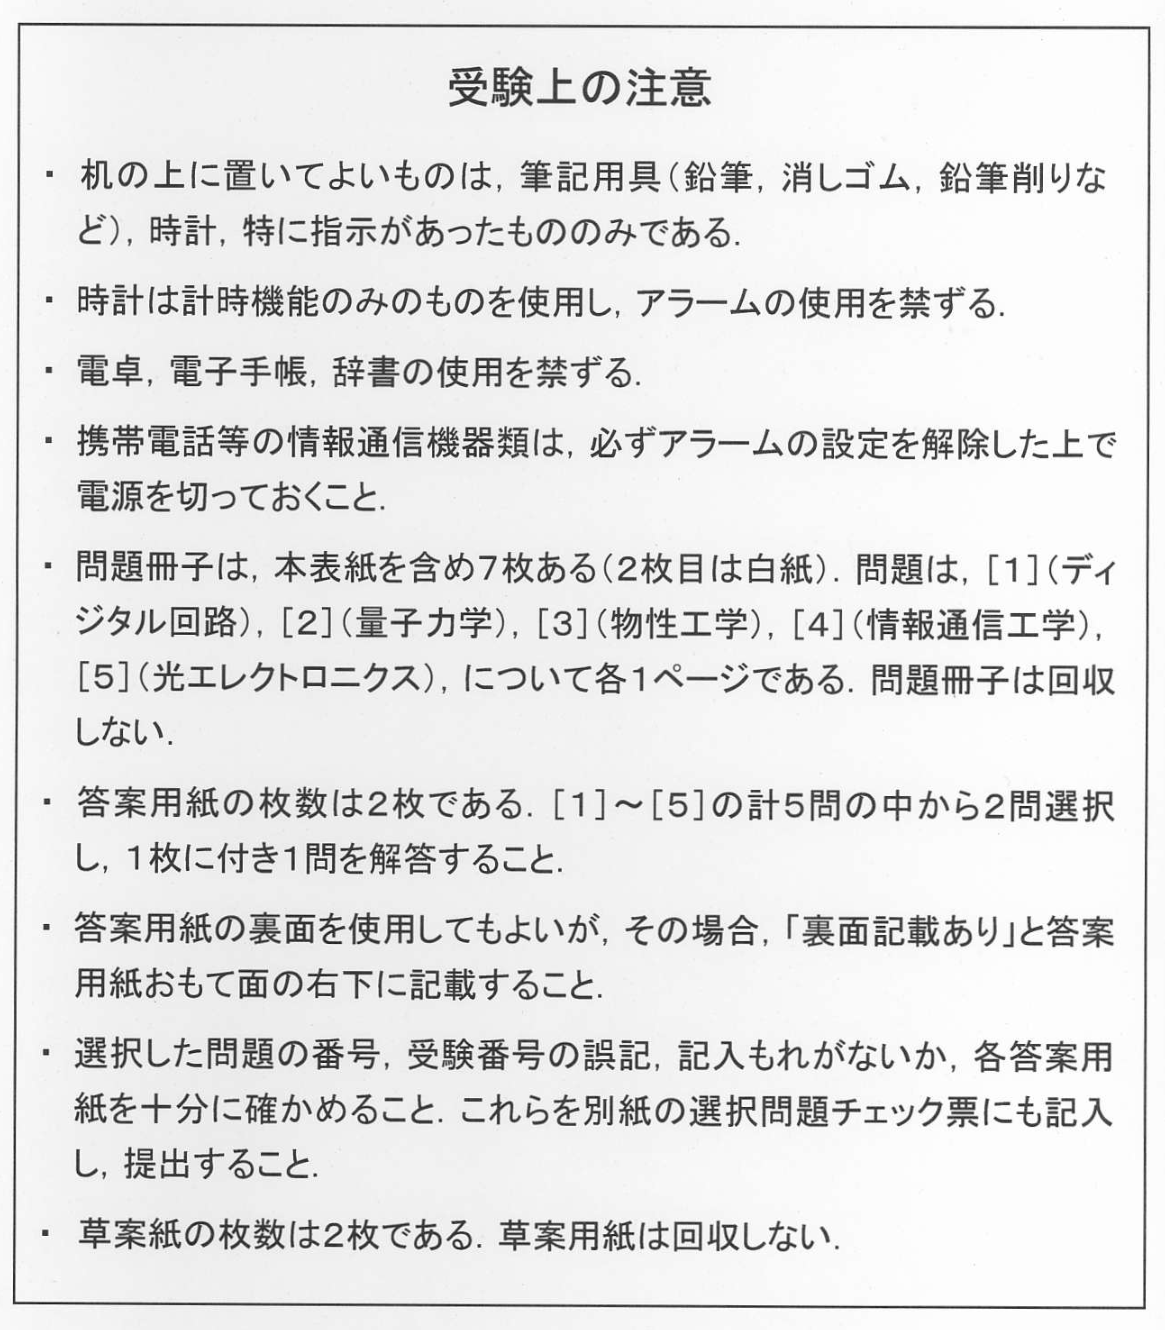 受験上の注意
・ 机の上に置いてよいものは, 筆記用具(鉛筆, 消しゴム, 鉛筆削りな
ど), 時計, 特に指示があったもののみである.
・ 時計は計時機能のみのものを使用し, アラームの使用を禁ずる.
・ 電卓, 電子手帳, 辞書の使用を禁ずる.
・ 携帯電話等の情報通信機器類は, 必ずアラームの設定を解除した上で
電源を切っておくこと.
・ 問題冊子は, 本表紙を含め7枚ある(2枚目は白紙). 問題は, [1](ディ
ジタル回路), [2](量子力学), [3](物性工学), [4](情報通信工学),
[5](光エレクトロニクス), について各1ページである. 問題冊子は回収
しない.
・ 答案用紙の枚数は2枚である. [1]~[5]の計5問の中から2問選択
し, 1枚に付き1問を解答すること.
・ 答案用紙の裏面を使用してもよいが, その場合, 「裏面記載あり」と答案
用紙おもて面の右下に記載すること.
・ 選択した問題の番号, 受験番号の誤記, 記入もれがないか, 各答案用
紙を十分に確かめること. これらを別紙の選択問題チェック票にも記入
し, 提出すること.
・ 草案紙の枚数は2枚である. 草案用紙は回収しない.